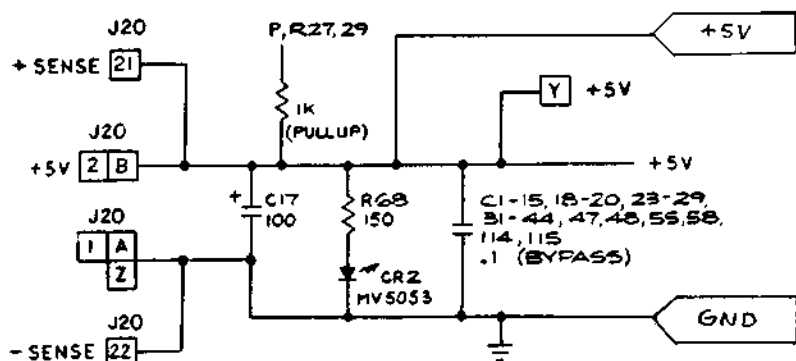 J20
+ SENSE 21
P, R27, 29
+5V
1K
(PULLUP)
Y +5V
J20
+5V 2 B
+5V
+ C17
100
R68
150
C1-15, 18-20, 23-29,
31-44, 47, 48, 55, 58,
114, 115
.1 (BYPASS)
J20
1 A
Z
CR2
MV5053
GND
J20
- SENSE 22